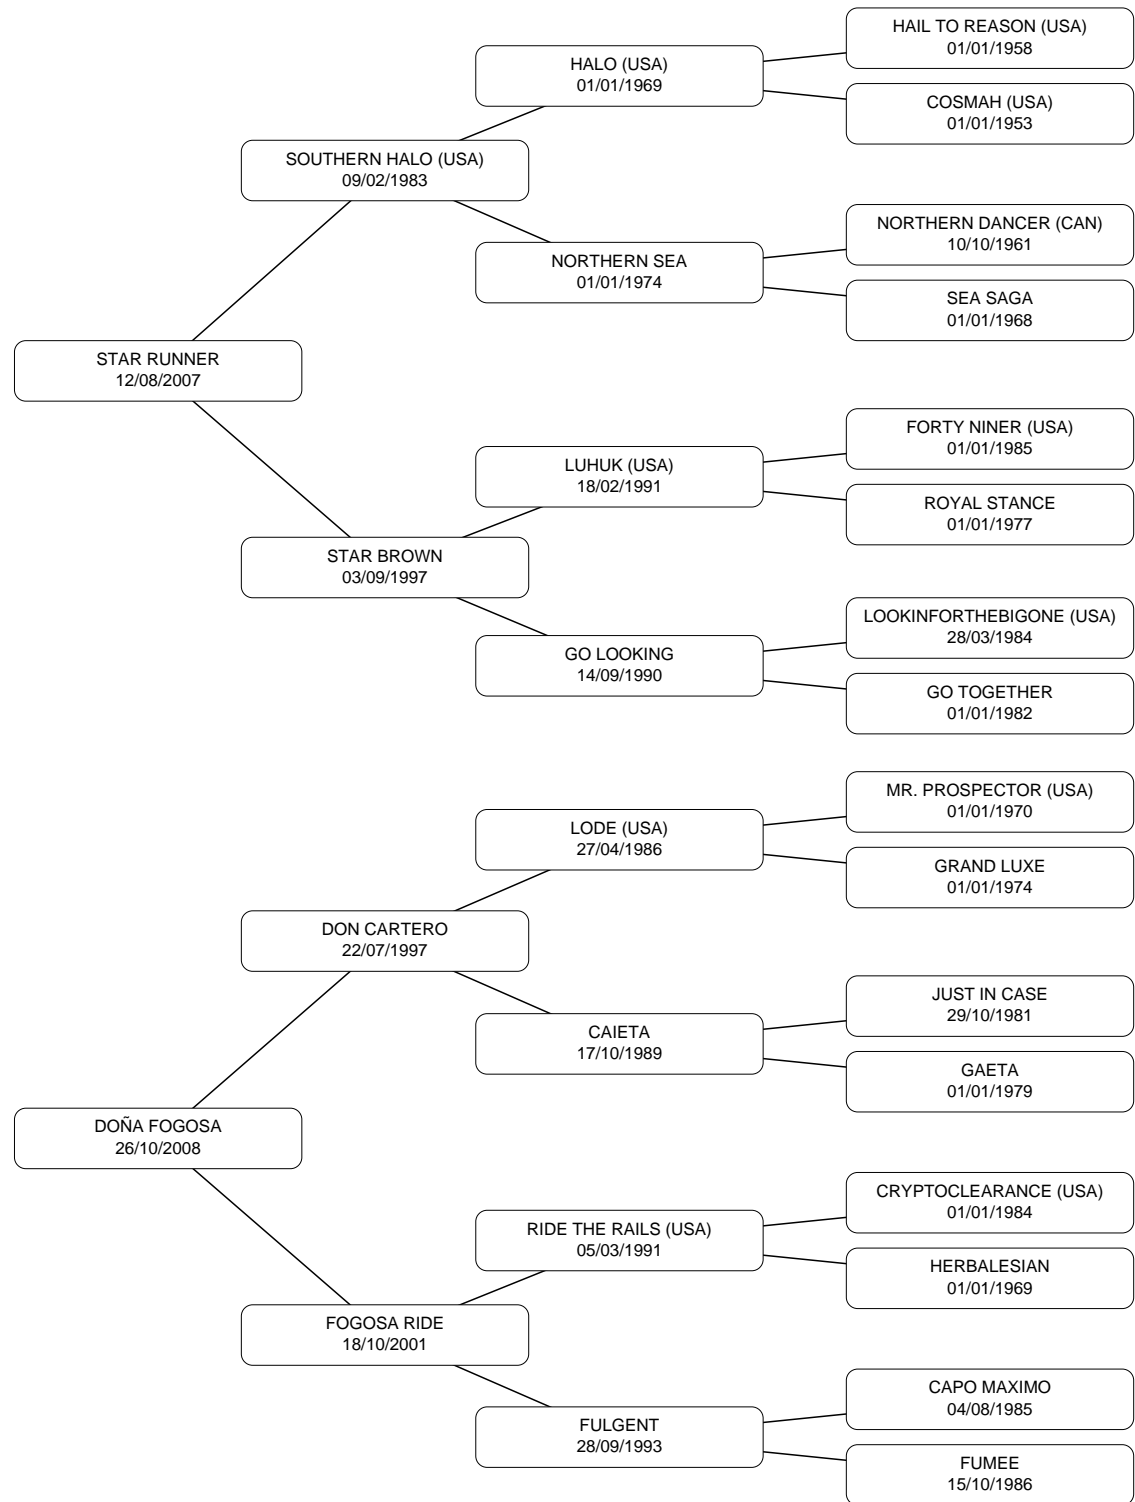 HAIL TO REASON (USA)
01/01/1958
HALO (USA)
01/01/1969
COSMAH (USA)
01/01/1953
SOUTHERN HALO (USA)
09/02/1983
NORTHERN DANCER (CAN)
10/10/1961
NORTHERN SEA
01/01/1974
SEA SAGA
01/01/1968
STAR RUNNER
12/08/2007
FORTY NINER (USA)
01/01/1985
LUHUK (USA)
18/02/1991
ROYAL STANCE
01/01/1977
STAR BROWN
03/09/1997
LOOKINFORTHEBIGONE (USA)
28/03/1984
GO LOOKING
14/09/1990
GO TOGETHER
01/01/1982
MR. PROSPECTOR (USA)
01/01/1970
LODE (USA)
27/04/1986
GRAND LUXE
01/01/1974
DON CARTERO
22/07/1997
JUST IN CASE
29/10/1981
CAIETA
17/10/1989
GAETA
01/01/1979
DOÑA FOGOSA
26/10/2008
CRYPTOCLEARANCE (USA)
01/01/1984
RIDE THE RAILS (USA)
05/03/1991
HERBALESIAN
01/01/1969
FOGOSA RIDE
18/10/2001
CAPO MAXIMO
04/08/1985
FULGENT
28/09/1993
FUMEE
15/10/1986